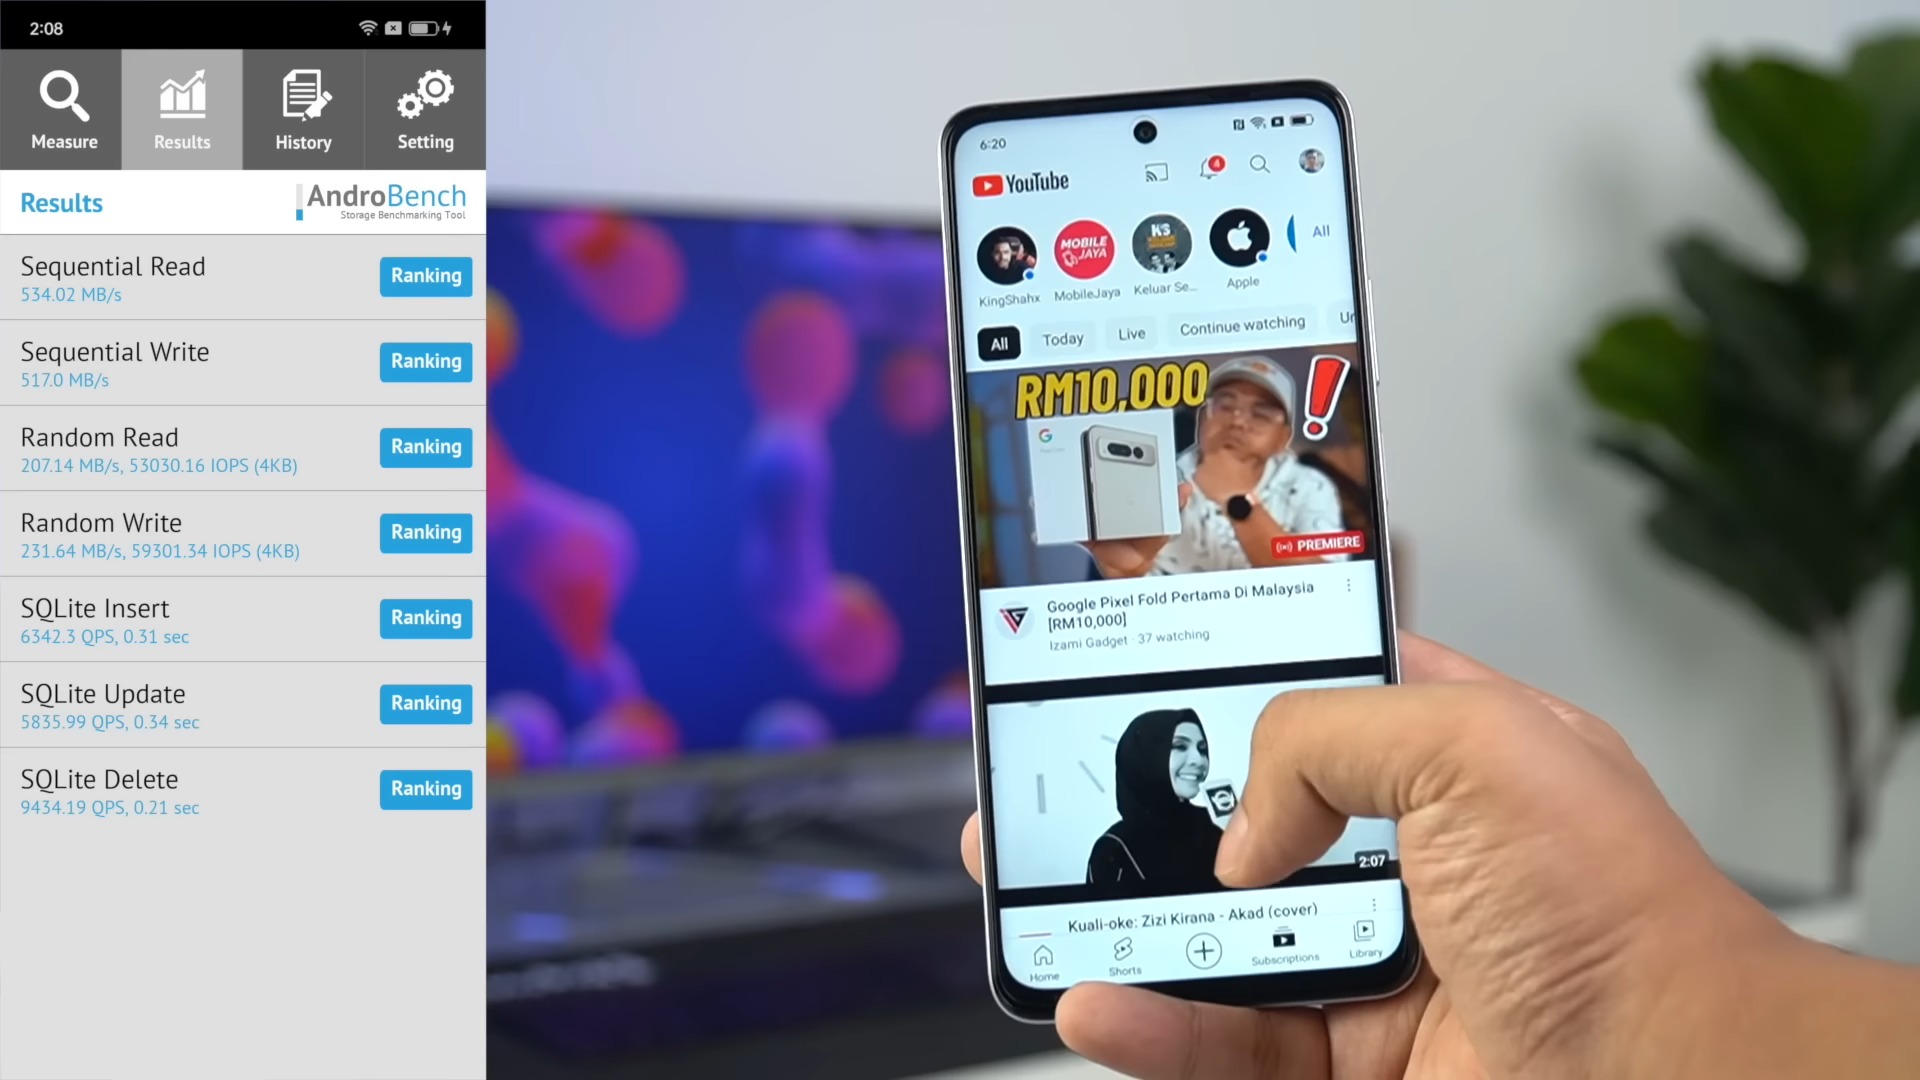 2:08
Measure
Results
History
Setting
Results
AndroBench
Storage Benchmarking Tool
Sequential Read
534.02 MB/s
Ranking
Sequential Write
517.0 MB/s
Ranking
Random Read
207.14 MB/s, 53030.16 IOPS (4KB)
Ranking
Random Write
231.64 MB/s, 59301.34 IOPS (4KB)
Ranking
SQLite Insert
6342.3 QPS, 0.31 sec
Ranking
SQLite Update
5835.99 QPS, 0.34 sec
Ranking
SQLite Delete
9434.19 QPS, 0.21 sec
Ranking
6:20
YouTube
4
MOBILE
JAYA
KS
All
KingShahx
MobileJaya
Keluar Se...
Apple
All
Today
Live
Continue watching
Un
RM10,000
G
PREMIERE
Google Pixel Fold Pertama Di Malaysia
[RM10,000]
Izami Gadget · 37 watching
2:07
Kuali-oke: Zizi Kirana - Akad (cover)
Home
Shorts
Subscriptions
Library